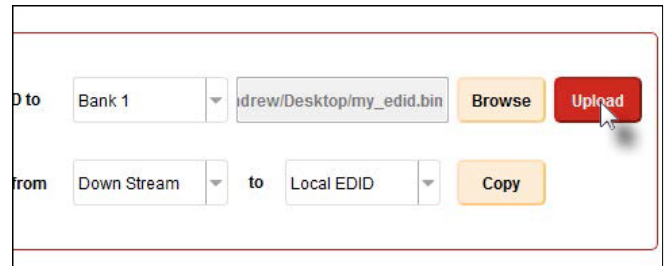 D to Bank 1 drew/Desktop/my_edid.bin Browse Upload
from Down Stream to Local EDID Copy